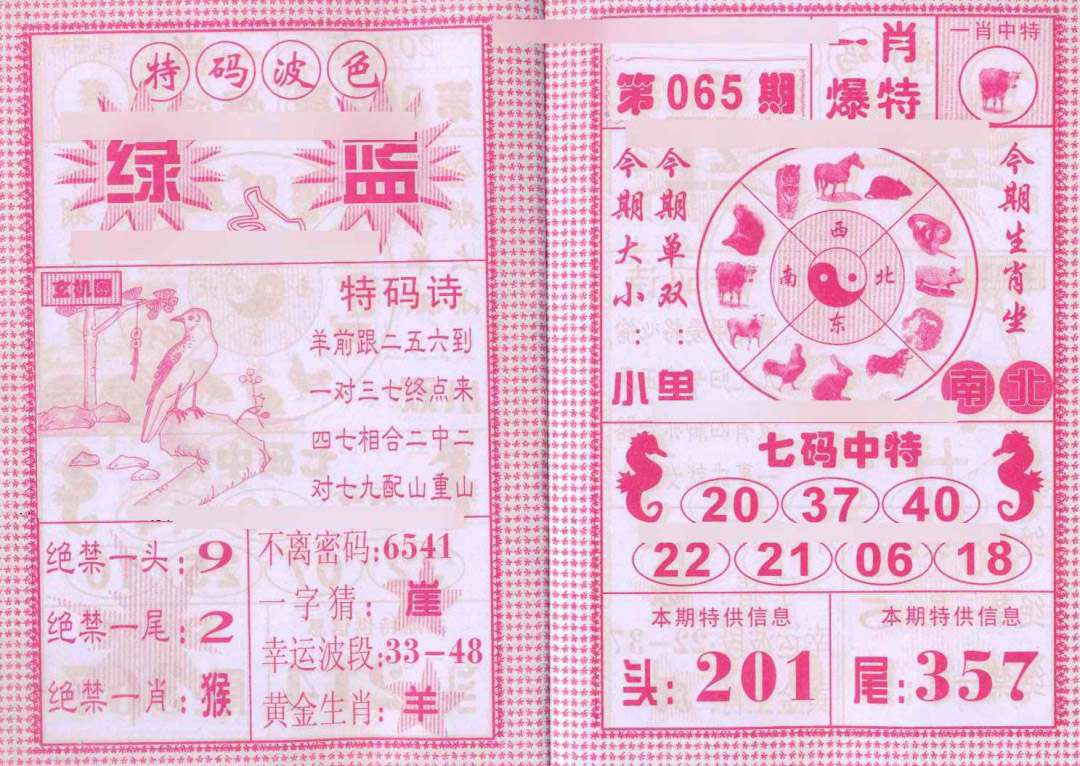 特码波色
绿 蓝
玄机图
特码诗
羊前跟二五六到
一对三七终点来
四七相合二中二
对七九配山重山
绝禁一头:9
绝禁一尾:2
绝禁一肖:猴
不离密码:6541
一字猜:崖
幸运波段:33-48
黄金生肖:羊
第065期
一肖
爆特
一肖中特
今期大小:小
今期单双:单
西
南 北
东
今期生肖坐
南北
七码中特
20 37 40
22 21 06 18
本期特供信息
头:201
本期特供信息
尾:357